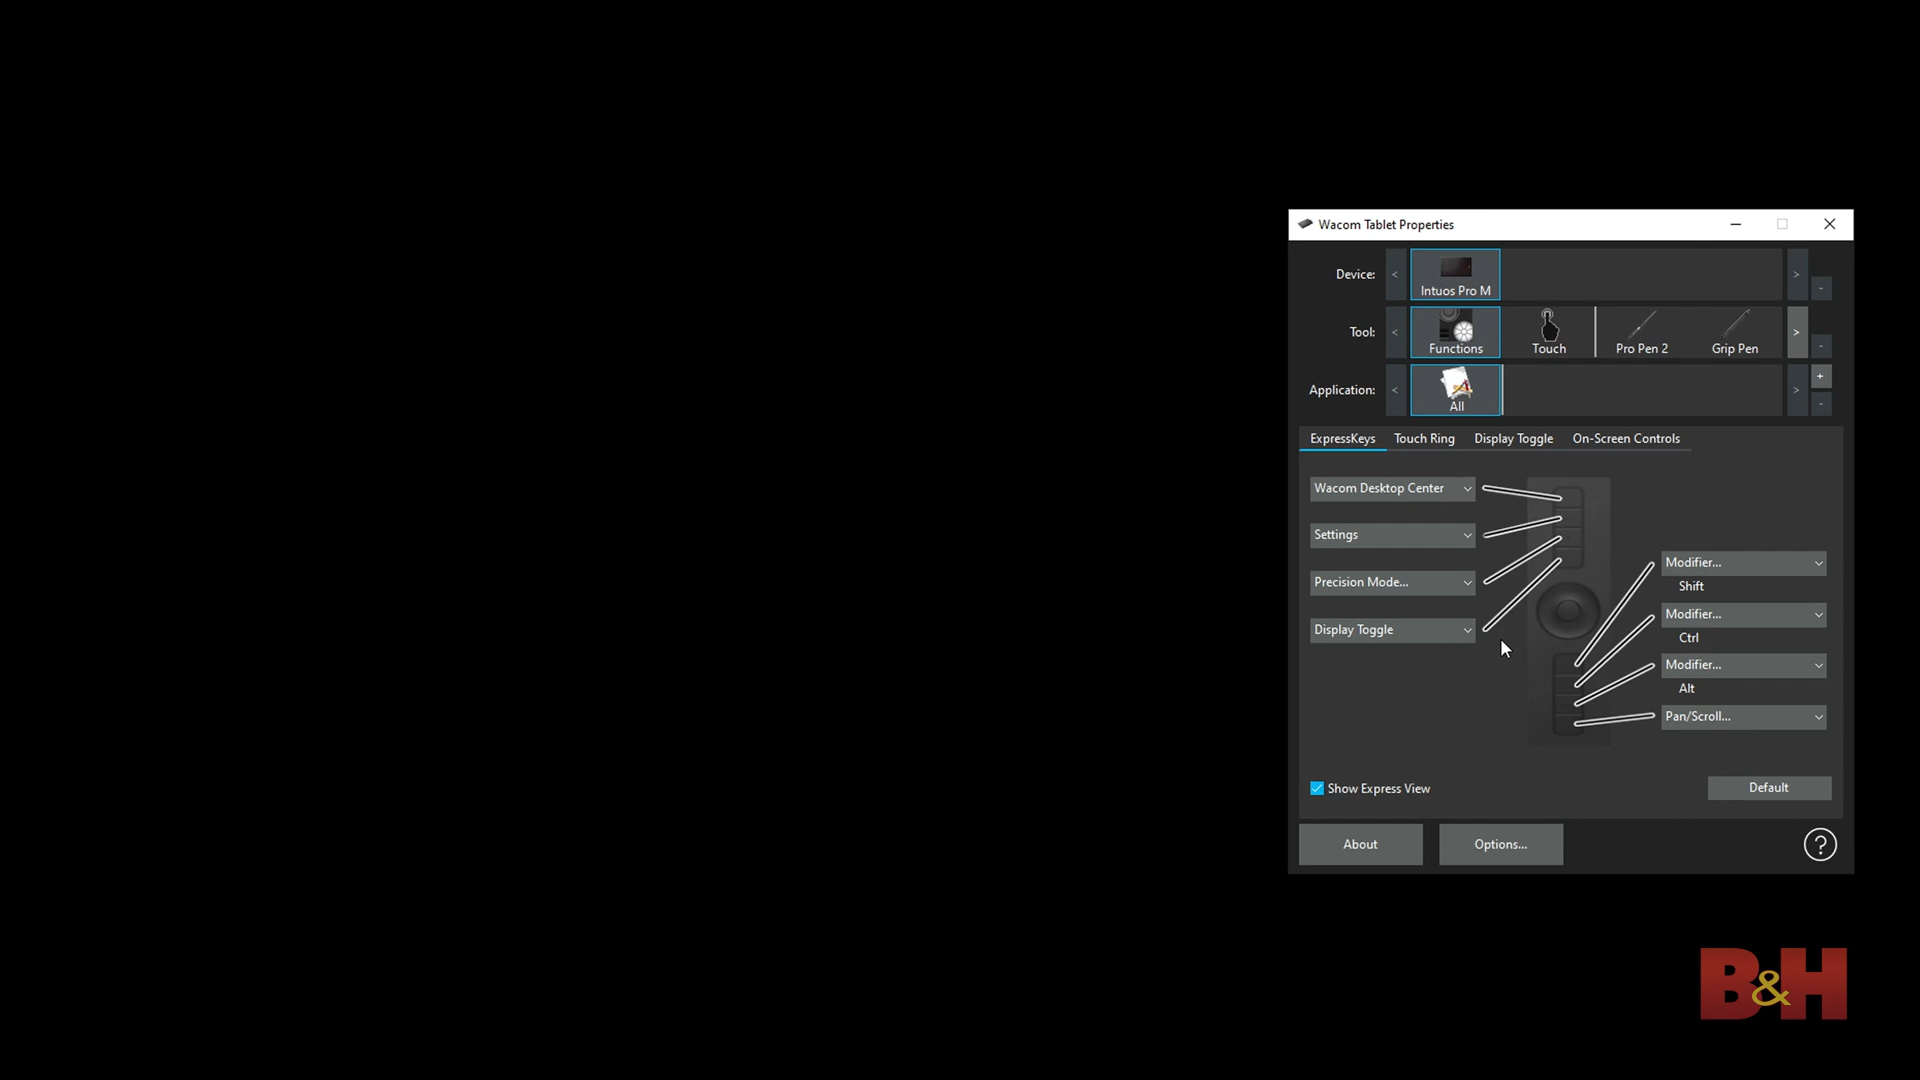 Wacom Tablet Properties
Device:
<
Intuos Pro M
>
-
Tool:
<
Functions
Touch
Pro Pen 2
Grip Pen
>
-
Application:
<
All
>
+
-
ExpressKeys Touch Ring Display Toggle On-Screen Controls
Wacom Desktop Center
Settings
Precision Mode...
Display Toggle
Modifier...
Shift
Modifier...
Ctrl
Modifier...
Alt
Pan/Scroll...
Show Express View
Default
About
Options...
?
B&H